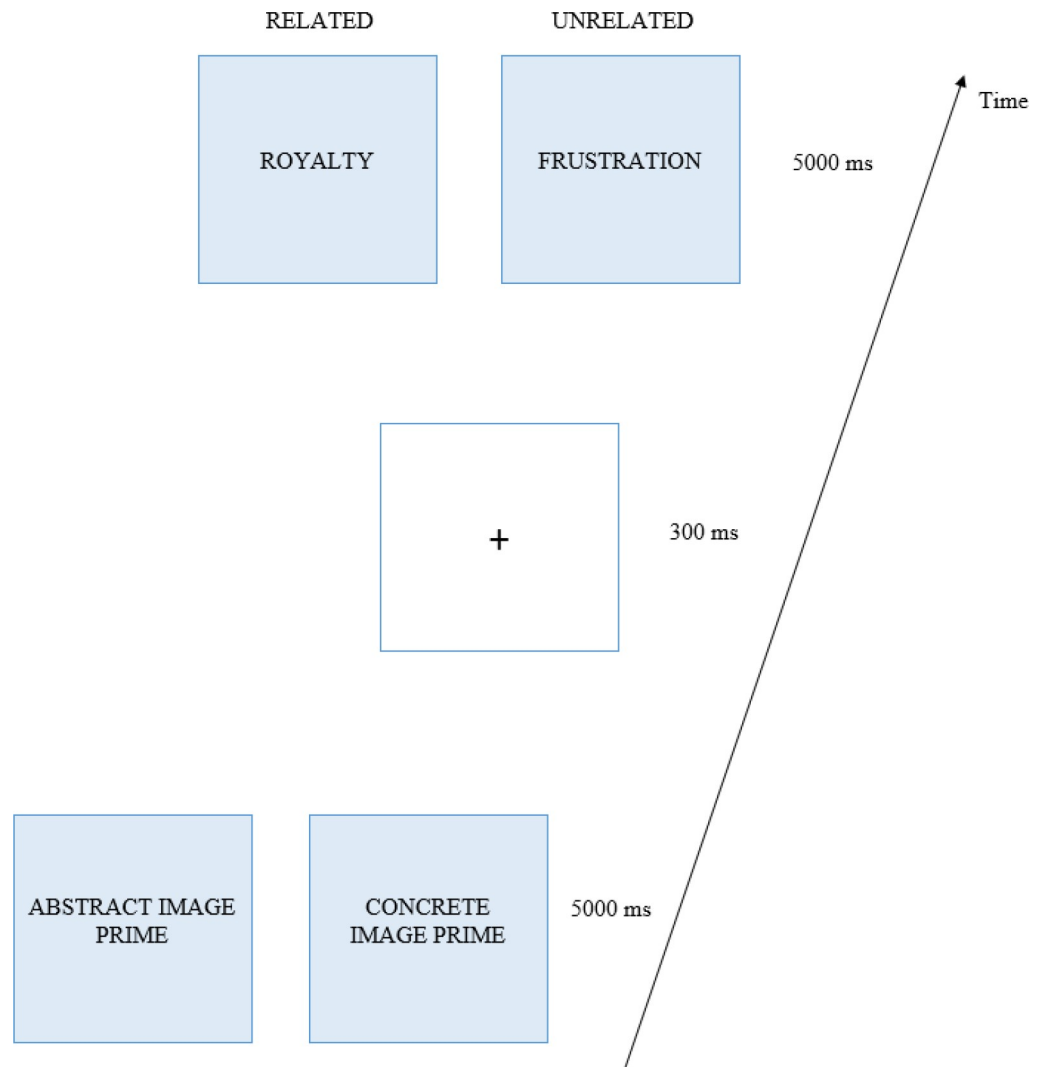 RELATED
UNRELATED
Time
ROYALTY
FRUSTRATION
5000 ms
+
300 ms
ABSTRACT IMAGE
PRIME
CONCRETE
IMAGE PRIME
5000 ms